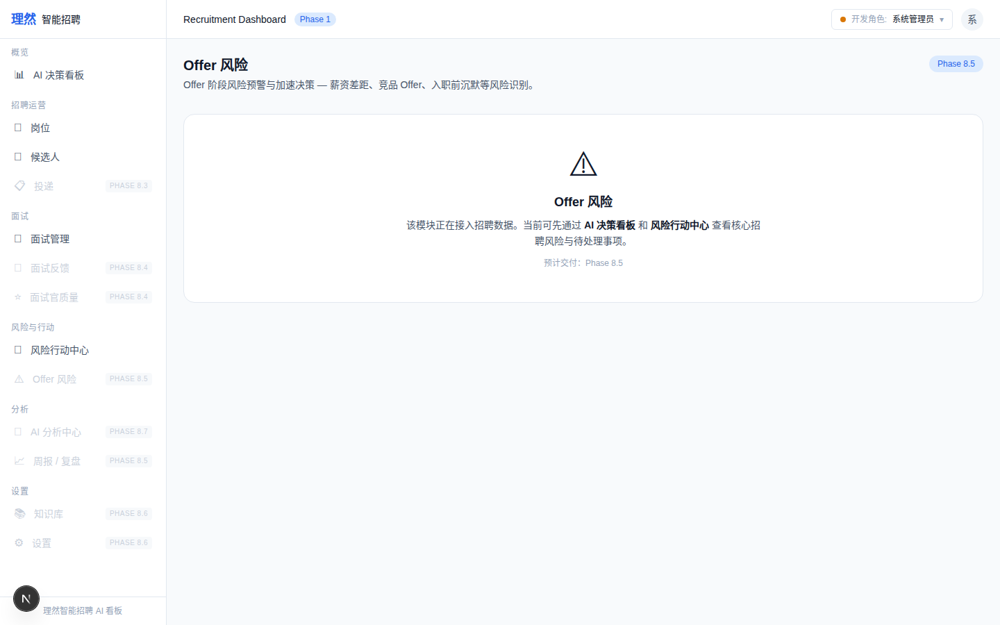 理然 智能招聘
Recruitment Dashboard Phase 1
开发角色: 系统管理员 ▾ 系
概览
AI 决策看板
招聘运营
岗位
候选人
投递 PHASE 8.3
面试
面试管理
面试反馈 PHASE 8.4
面试官质量 PHASE 8.4
风险与行动
风险行动中心
Offer 风险 PHASE 8.5
分析
AI 分析中心 PHASE 8.7
周报 / 复盘 PHASE 8.5
设置
知识库 PHASE 8.6
设置 PHASE 8.6
N
理然智能招聘 AI 看板
Offer 风险 Phase 8.5
Offer 阶段风险预警与加速决策 — 薪资差距、竞品 Offer、入职前沉默等风险识别。
Offer 风险
该模块正在接入招聘数据。当前可先通过 AI 决策看板 和 风险行动中心 查看核心招
聘风险与待处理事项。
预计交付：Phase 8.5